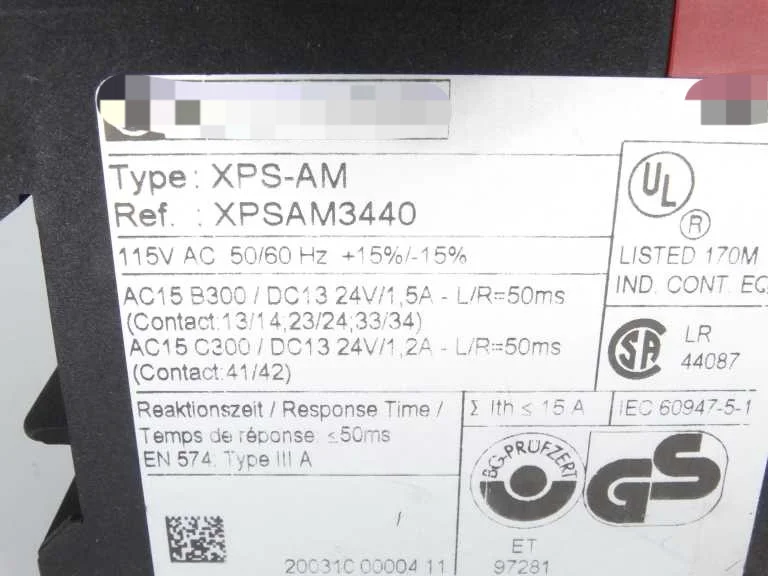 Type: XPS-AM
Ref. : XPSAM3440
115V AC 50/60 Hz +15%/-15%
AC15 B300 / DC13 24V/1,5A - L/R=50ms
(Contact:13/14;23/24;33/34)
AC15 C300 / DC13 24V/1,2A - L/R=50ms
(Contact:41/42)
UL
R
LISTED 170M
IND. CONT. EQ
SA
LR
44087
Reaktionszeit / Response Time /
Temps de réponse: ≤50ms
EN 574: Type III A
Σ Ith ≤ 15 A
IEC 60947-5-1
BG-PRÜFZERT
GS
ET
97281
20031C 00004 11